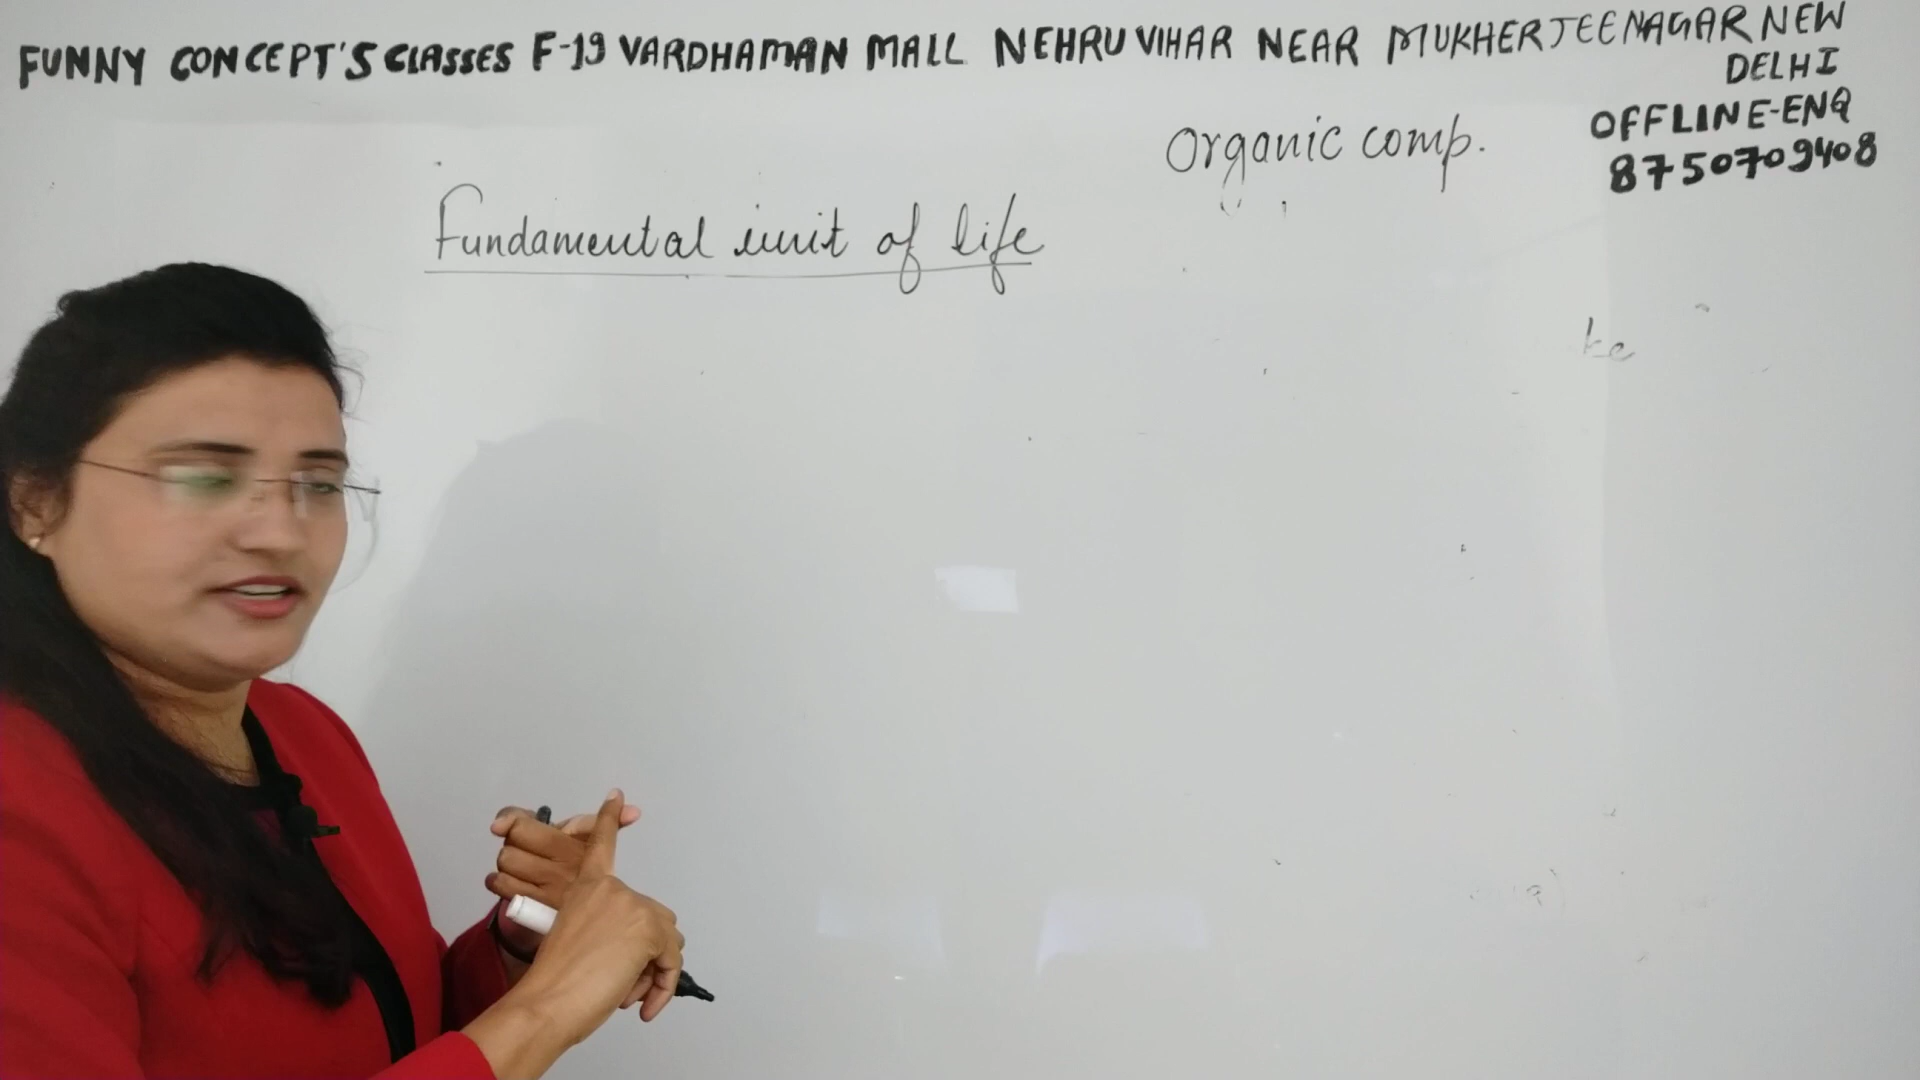 FUNNY CONCEPT'S CLASSES F-19 VARDHAMAN MALL NEHRU VIHAR NEAR MUKHERJEENAGAR NEW
DELHI
OFFLINE-ENQ
8750709408
Organic comp.
Fundamental unit of life
ke